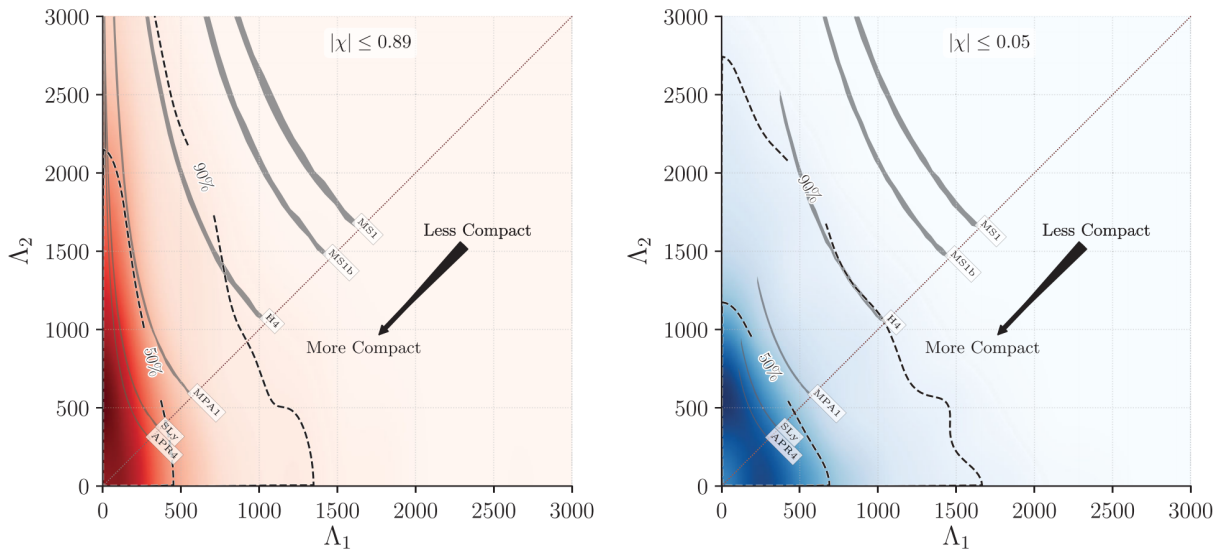 |χ| ≤ 0.89
3000
2500
2000
1500
1000
500
0
Λ₂
90%
50%
MS1
MS1b
H4
MPA1
SLy
APR4
Less Compact
More Compact
0
500
1000
1500
2000
2500
3000
Λ₁
|χ| ≤ 0.05
3000
2500
2000
1500
1000
500
0
Λ₂
90%
50%
MS1
MS1b
H4
MPA1
SLy
APR4
Less Compact
More Compact
0
500
1000
1500
2000
2500
3000
Λ₁